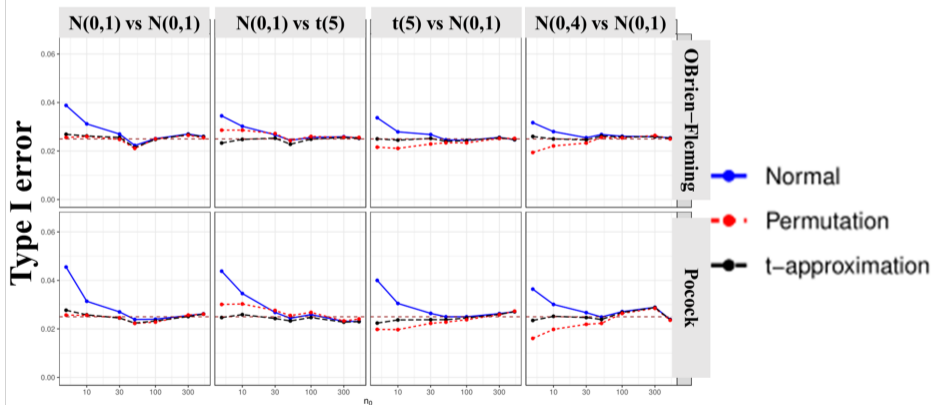 N(0,1) vs N(0,1) N(0,1) vs t(5) t(5) vs N(0,1) N(0,4) vs N(0,1)
Type I error
0.06
0.04
0.02
0.00
OBrien−Fleming
0.06
0.04
0.02
0.00
Pocock
10 30 100 300 10 30 100 300 10 30 100 300 10 30 100 300
n₀
Normal
Permutation
t−approximation